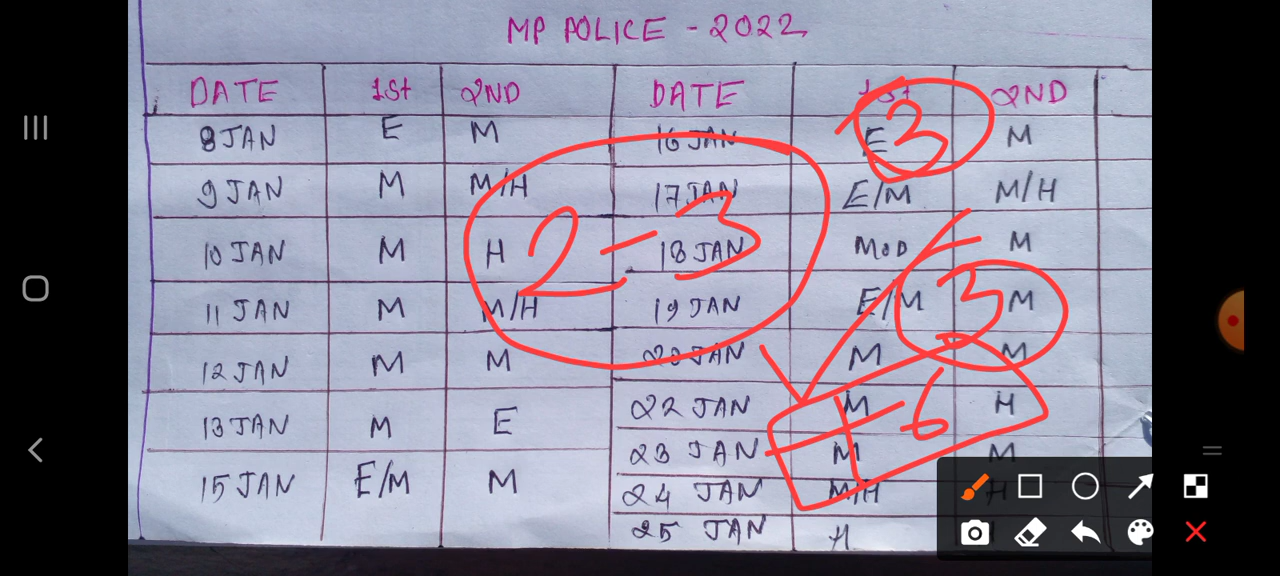 MP POLICE - 2022
DATE 1St 2ND DATE 1St 2ND
8 JAN E M 16 JAN E M
9 JAN M M/H 17 JAN E/M M/H
10 JAN M H 18 JAN MOD M
11 JAN M M/H 19 JAN E/M M
12 JAN M M 20 JAN M M
13 JAN M E 22 JAN M H
15 JAN E/M M 23 JAN M M
24 JAN M/H H
25 JAN H
3
2-3
3
+-6